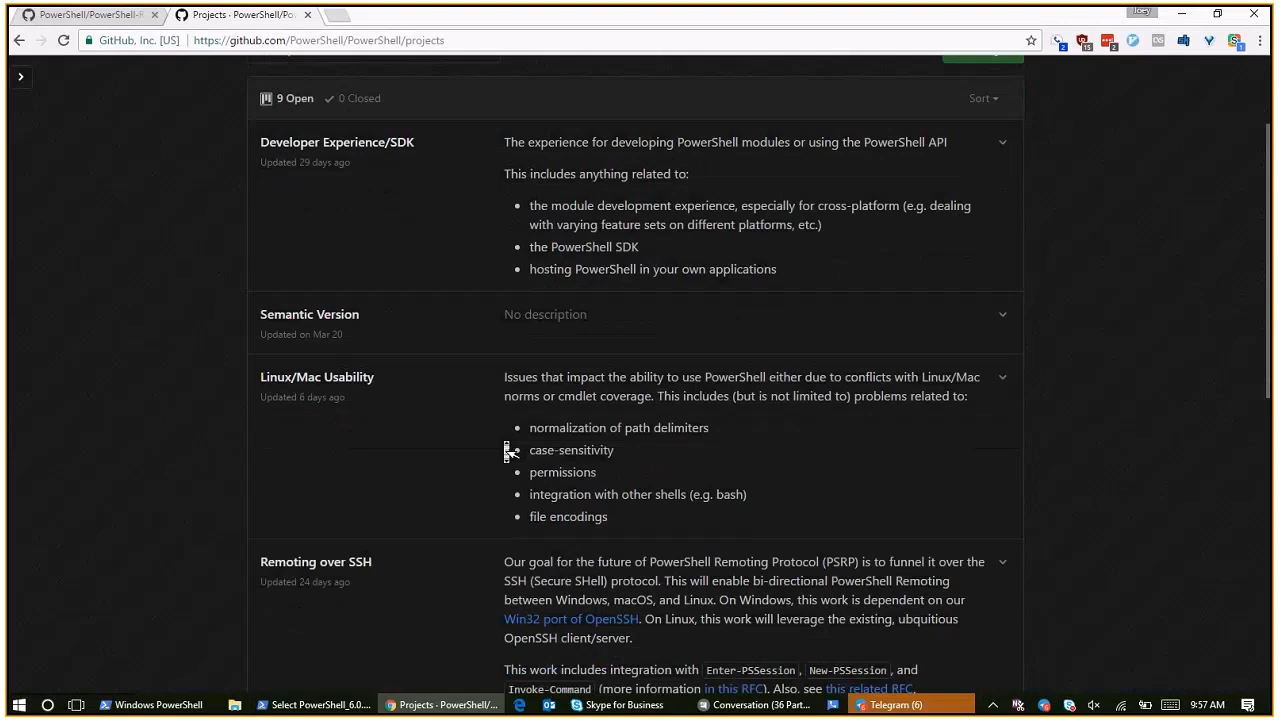 PowerShell/PowerShell-R
Projects · PowerShell/Pow
Joey
GitHub, Inc. [US]
https://github.com/PowerShell/PowerShell/projects
2
15
2
1
9 Open
0 Closed
Sort
Developer Experience/SDK
Updated 29 days ago
The experience for developing PowerShell modules or using the PowerShell API
This includes anything related to:
the module development experience, especially for cross-platform (e.g. dealing
with varying feature sets on different platforms, etc.)
the PowerShell SDK
hosting PowerShell in your own applications
Semantic Version
Updated on Mar 20
No description
Linux/Mac Usability
Updated 6 days ago
Issues that impact the ability to use PowerShell either due to conflicts with Linux/Mac
norms or cmdlet coverage. This includes (but is not limited to) problems related to:
normalization of path delimiters
case-sensitivity
permissions
integration with other shells (e.g. bash)
file encodings
Remoting over SSH
Updated 24 days ago
Our goal for the future of PowerShell Remoting Protocol (PSRP) is to funnel it over the
SSH (Secure SHell) protocol. This will enable bi-directional PowerShell Remoting
between Windows, macOS, and Linux. On Windows, this work is dependent on our
Win32 port of OpenSSH. On Linux, this work will leverage the existing, ubquitious
OpenSSH client/server.
This work includes integration with Enter-PSSession, New-PSSession, and
Invoke-Command (more information in this RFC). Also, see this related RFC.
Windows PowerShell
Select PowerShell_6.0....
Projects - PowerShell/...
Skype for Business
Conversation (36 Part...
Telegram (6)
9:57 AM